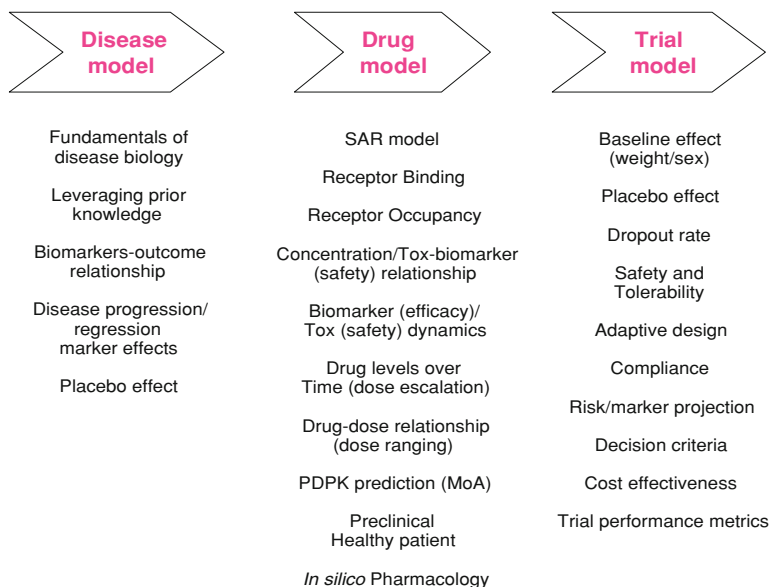 Disease
model
Fundamentals of
disease biology
Leveraging prior
knowledge
Biomarkers-outcome
relationship
Disease progression/
regression
marker effects
Placebo effect
Drug
model
SAR model
Receptor Binding
Receptor Occupancy
Concentration/Tox-biomarker
(safety) relationship
Biomarker (efficacy)/
Tox (safety) dynamics
Drug levels over
Time (dose escalation)
Drug-dose relationship
(dose ranging)
PDPK prediction (MoA)
Preclinical
Healthy patient
In silico Pharmacology
Trial
model
Baseline effect
(weight/sex)
Placebo effect
Dropout rate
Safety and
Tolerability
Adaptive design
Compliance
Risk/marker projection
Decision criteria
Cost effectiveness
Trial performance metrics